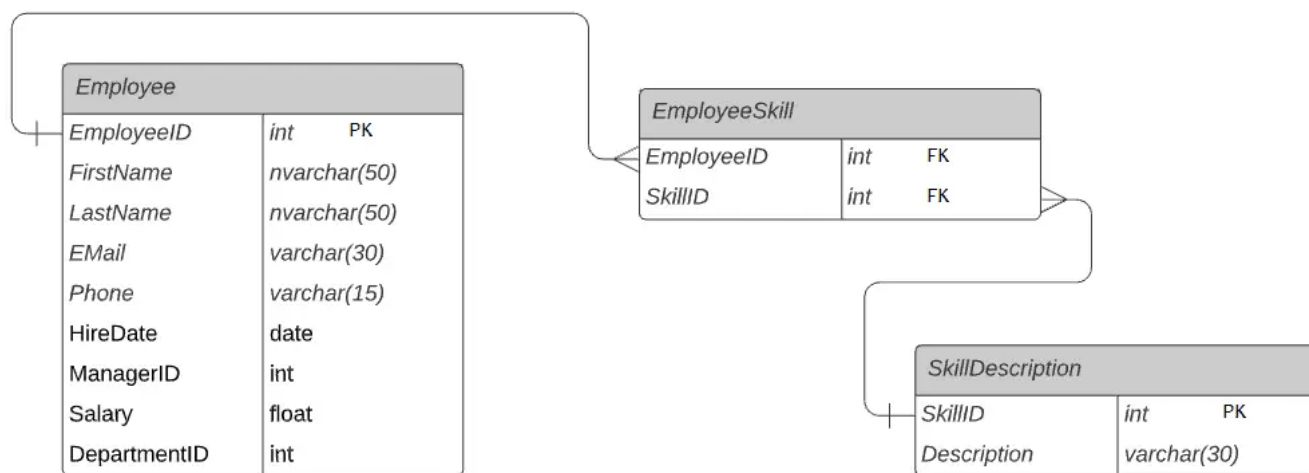 Employee
EmployeeID int PK
FirstName nvarchar(50)
LastName nvarchar(50)
EMail varchar(30)
Phone varchar(15)
HireDate date
ManagerID int
Salary float
DepartmentID int
EmployeeSkill
EmployeeID int FK
SkillID int FK
SkillDescription
SkillID int PK
Description varchar(30)